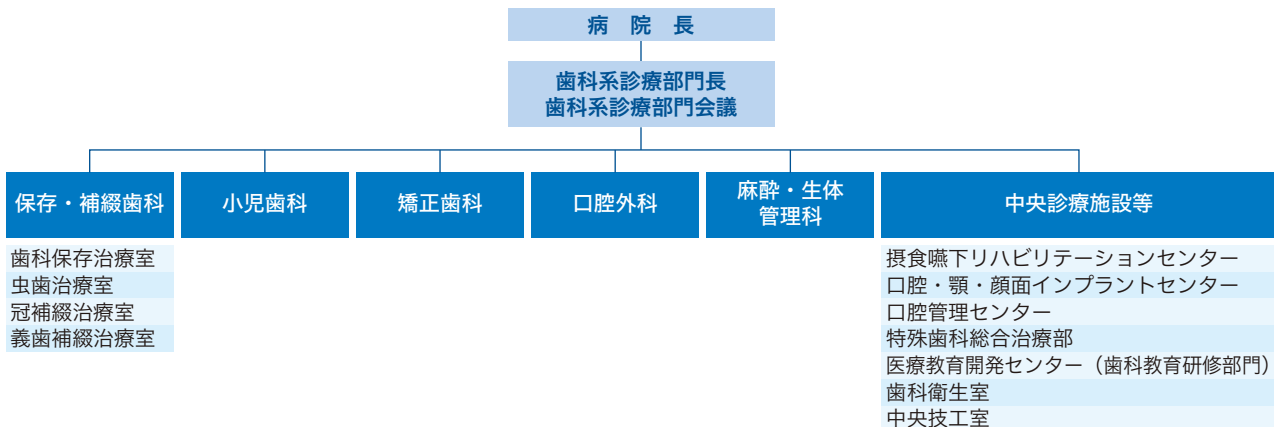 病 院 長
歯科系診療部門長
歯科系診療部門会議
保存・補綴歯科
小児歯科
矯正歯科
口腔外科
麻酔・生体
管理科
中央診療施設等
歯科保存治療室
虫歯治療室
冠補綴治療室
義歯補綴治療室
摂食嚥下リハビリテーションセンター
口腔・顎・顔面インプラントセンター
口腔管理センター
特殊歯科総合治療部
医療教育開発センター（歯科教育研修部門）
歯科衛生室
中央技工室